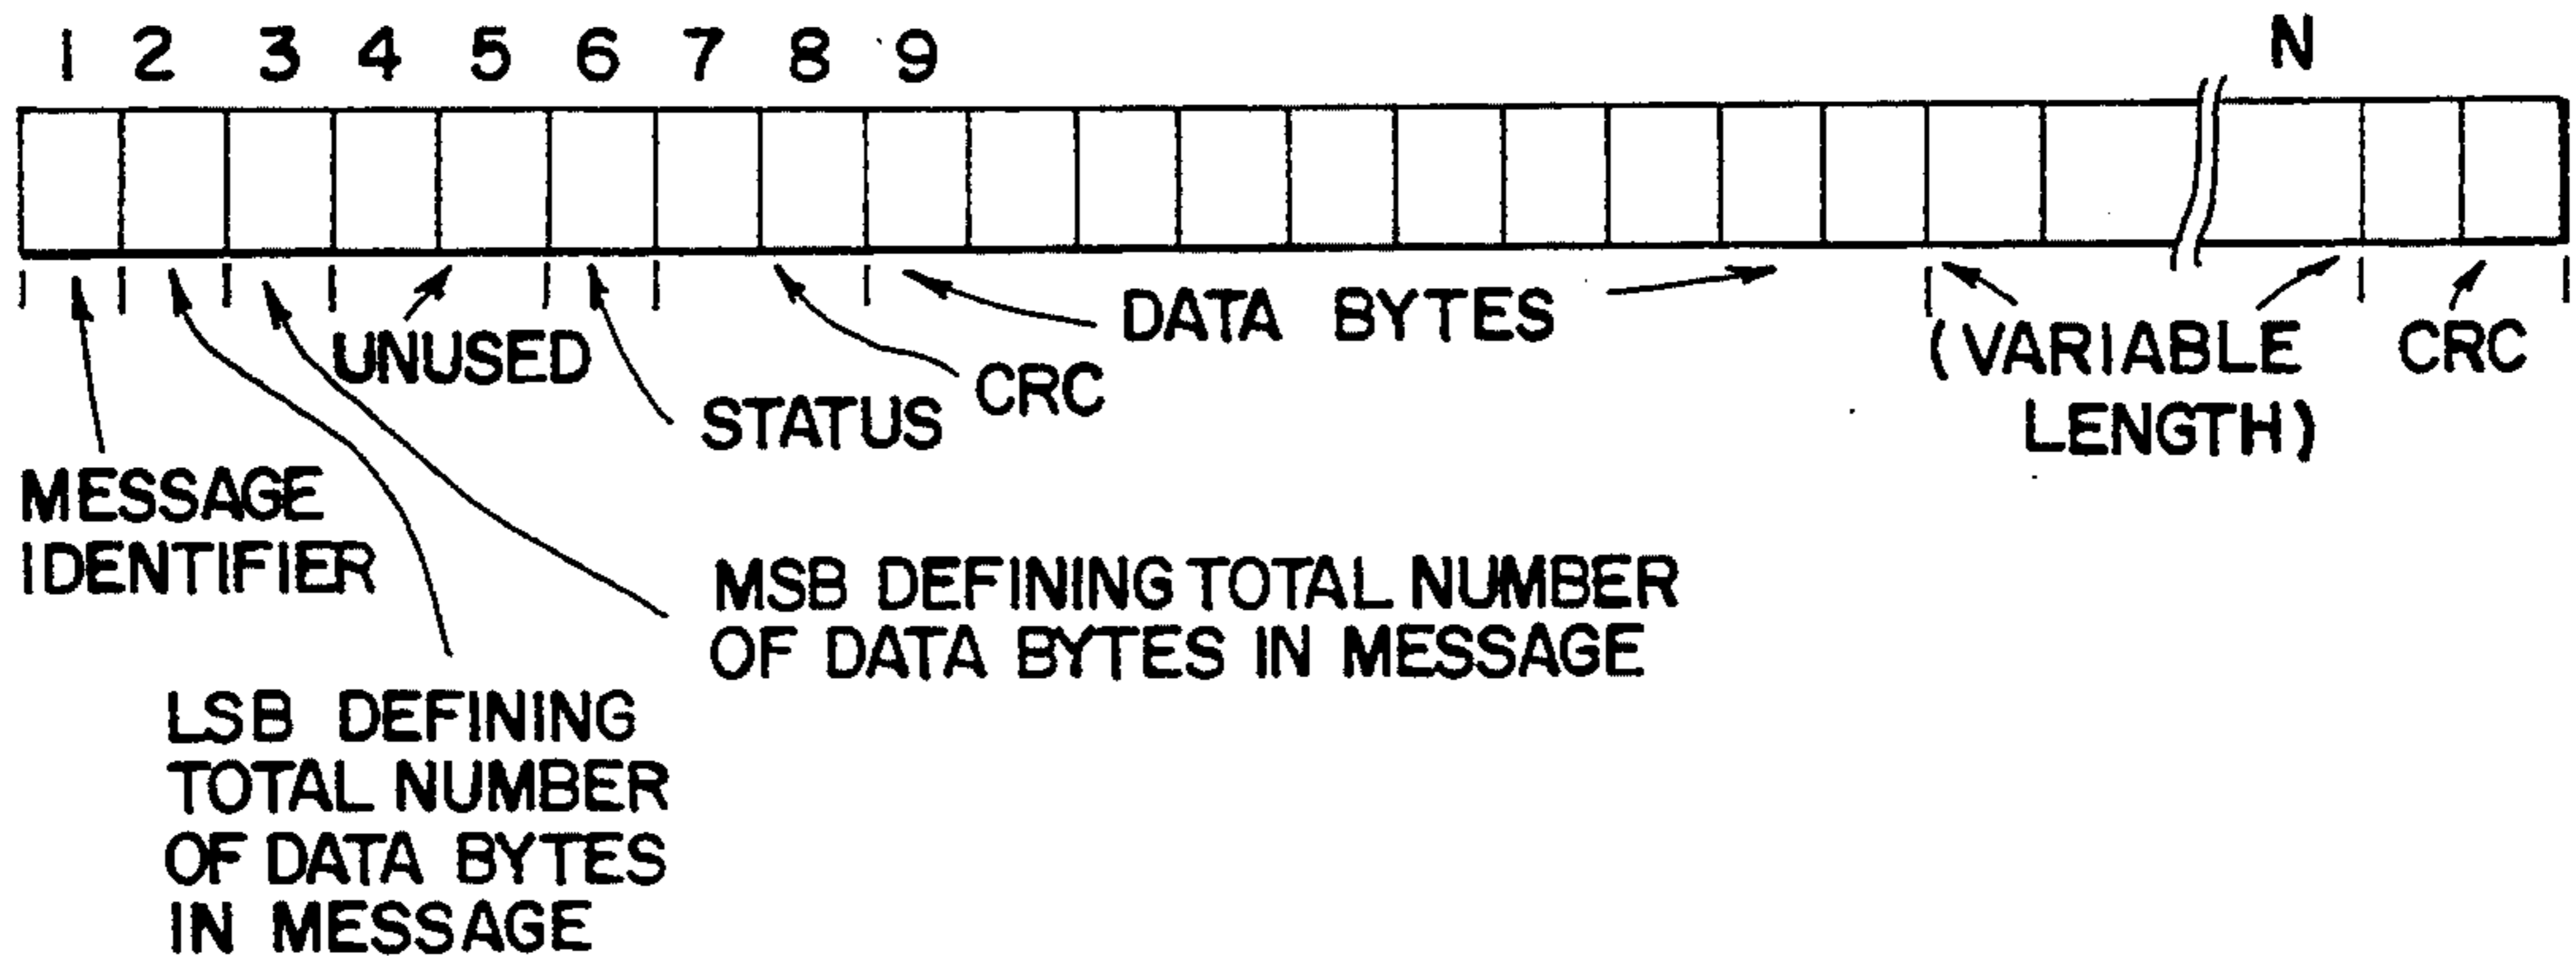 1 2 3 4 5 6 7 8 9 N
UNUSED
DATA BYTES
(VARIABLE
LENGTH)
CRC
STATUS
CRC
MESSAGE
IDENTIFIER
MSB DEFINING TOTAL NUMBER
OF DATA BYTES IN MESSAGE
LSB DEFINING
TOTAL NUMBER
OF DATA BYTES
IN MESSAGE